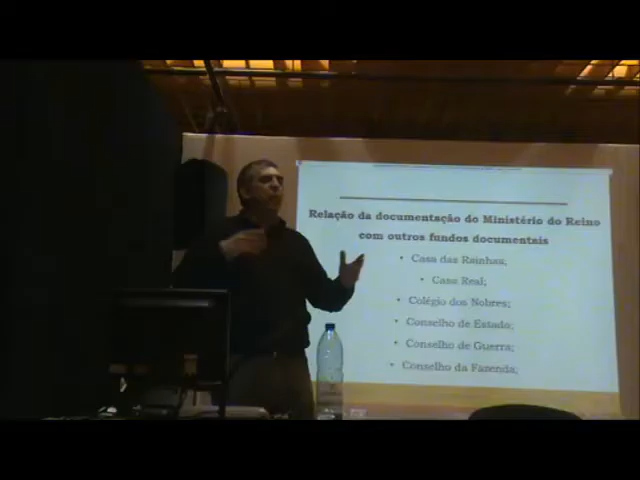 Relação da documentação do Ministério do Reino
com outros fundos documentais
• Casa das Rainhas;
• Casa Real;
• Colégio dos Nobres;
• Conselho de Estado;
• Conselho de Guerra;
• Conselho da Fazenda;